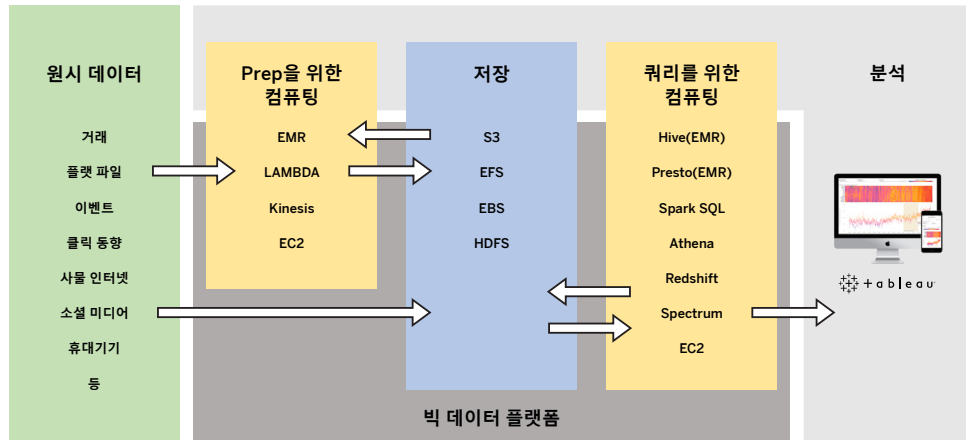 원시 데이터
거래
플랫 파일
이벤트
클릭 동향
사물 인터넷
소셜 미디어
휴대기기
등
Prep을 위한
컴퓨팅
EMR
LAMBDA
Kinesis
EC2
저장
S3
EFS
EBS
HDFS
쿼리를 위한
컴퓨팅
Hive(EMR)
Presto(EMR)
Spark SQL
Athena
Redshift
Spectrum
EC2
분석
+ableau
빅 데이터 플랫폼